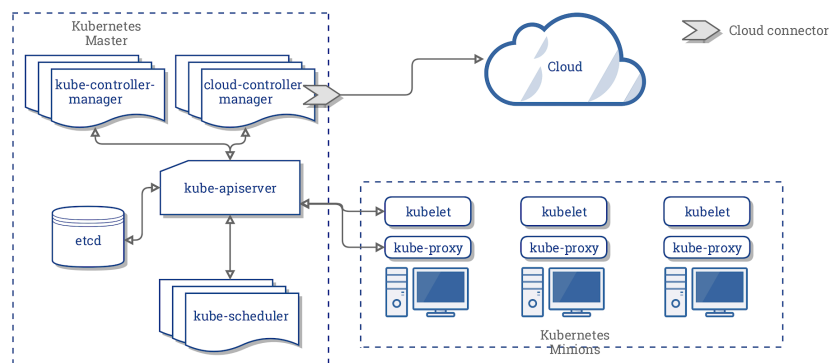 Kubernetes
Master
kube-controller-
manager
cloud-controller
manager
Cloud
Cloud connector
kube-apiserver
etcd
kube-scheduler
kubelet
kubelet
kubelet
kube-proxy
kube-proxy
kube-proxy
Kubernetes
Minions